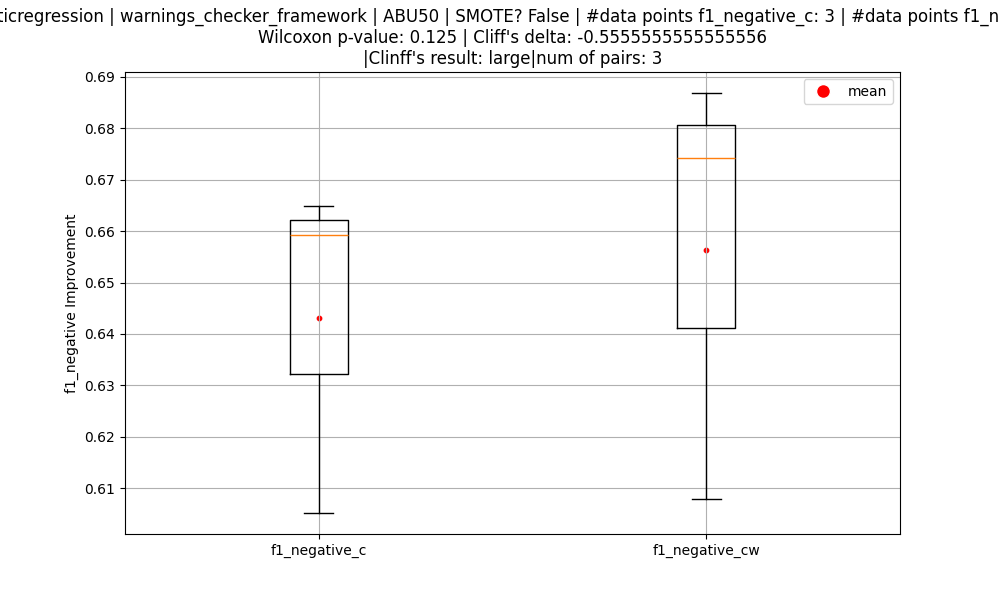 ticregression | warnings_checker_framework | ABU50 | SMOTE? False | #data points f1_negative_c: 3 | #data points f1_n
Wilcoxon p-value: 0.125 | Cliff's delta: -0.5555555555555556
|Clinff's result: large|num of pairs: 3
mean
0.69
0.68
0.67
0.66
0.65
0.64
0.63
0.62
0.61
f1_negative Improvement
f1_negative_c
f1_negative_cw